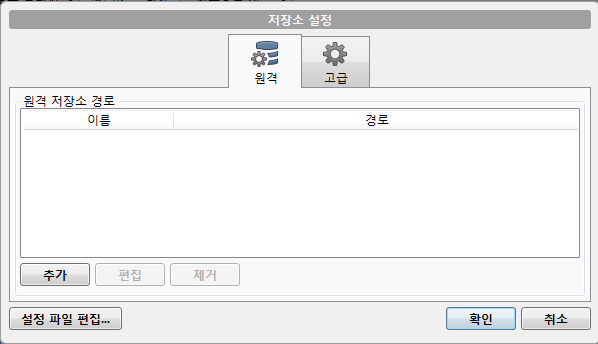 저장소 설정
원격
고급
원격 저장소 경로
이름
경로
추가
편집
제거
설정 파일 편집...
확인
취소